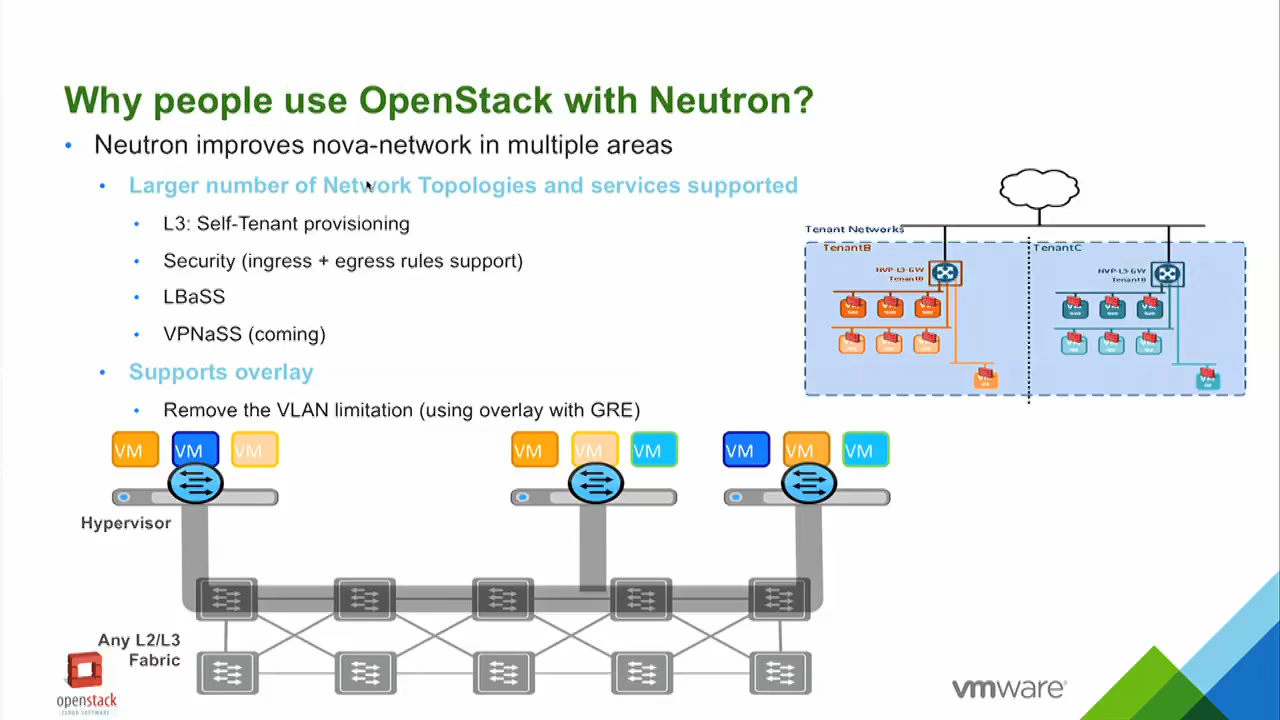 Why people use OpenStack with Neutron?
• Neutron improves nova-network in multiple areas
• Larger number of Network Topologies and services supported
• L3: Self-Tenant provisioning
• Security (ingress + egress rules support)
• LBaSS
• VPNaSS (coming)
• Supports overlay
• Remove the VLAN limitation (using overlay with GRE)
Tenant Networks
TenantB
TenantC
NVP-L3-GW
TenantB
NVP-L3-GW
TenantB
VM VM VM
VM VM VM
VM VM VM
Hypervisor
Any L2/L3
Fabric
openstack
CLOUD SOFTWARE
vmware